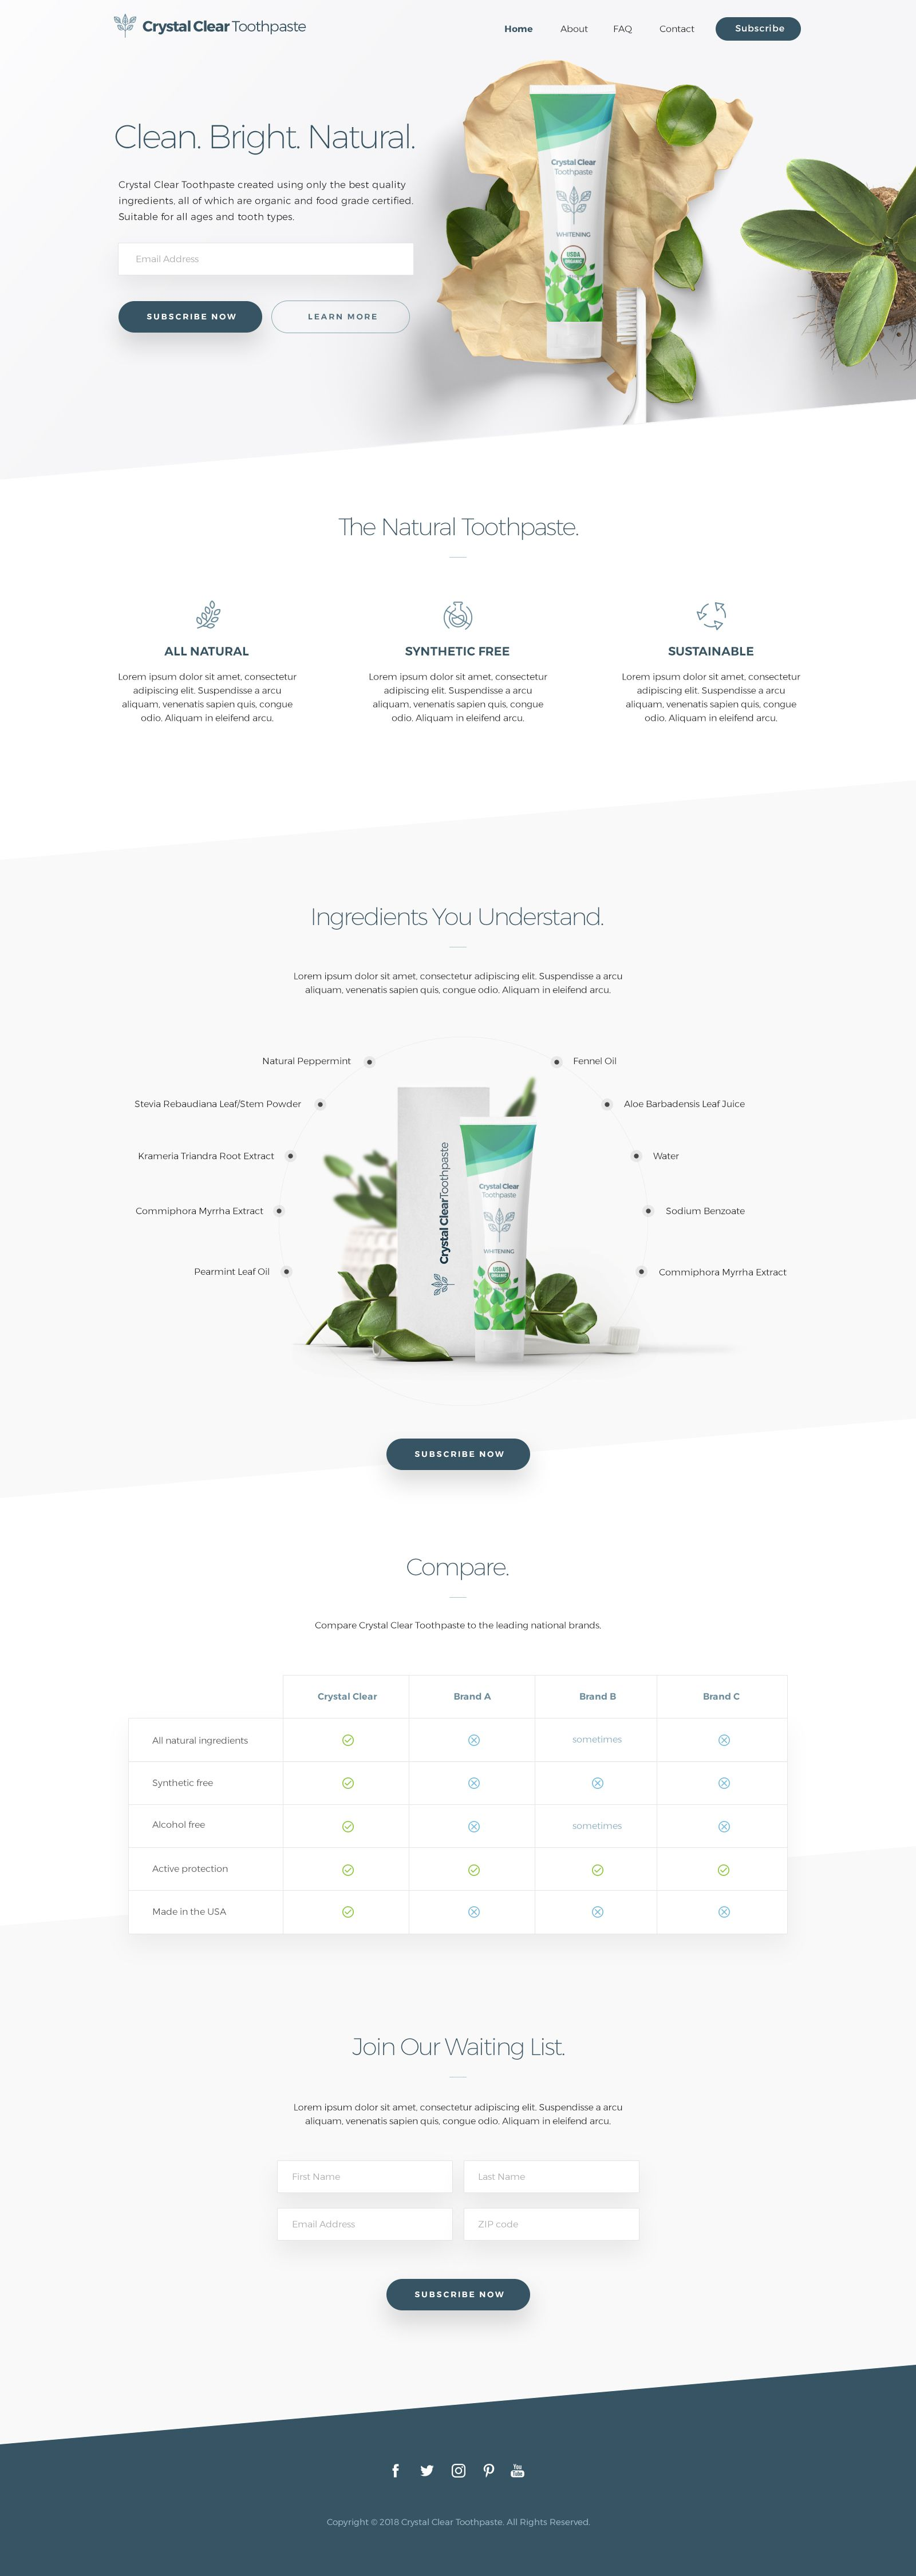 Crystal Clear Toothpaste
Home About FAQ Contact Subscribe
Clean. Bright. Natural.
Crystal Clear Toothpaste created using only the best quality
ingredients, all of which are organic and food grade certified.
Suitable for all ages and tooth types.
Email Address
SUBSCRIBE NOW LEARN MORE
Crystal Clear
Toothpaste
WHITENING
USDA
ORGANIC
The Natural Toothpaste.
ALL NATURAL
Lorem ipsum dolor sit amet, consectetur
adipiscing elit. Suspendisse a arcu
aliquam, venenatis sapien quis, congue
odio. Aliquam in eleifend arcu.
SYNTHETIC FREE
Lorem ipsum dolor sit amet, consectetur
adipiscing elit. Suspendisse a arcu
aliquam, venenatis sapien quis, congue
odio. Aliquam in eleifend arcu.
SUSTAINABLE
Lorem ipsum dolor sit amet, consectetur
adipiscing elit. Suspendisse a arcu
aliquam, venenatis sapien quis, congue
odio. Aliquam in eleifend arcu.
Ingredients You Understand.
Lorem ipsum dolor sit amet, consectetur adipiscing elit. Suspendisse a arcu
aliquam, venenatis sapien quis, congue odio. Aliquam in eleifend arcu.
Natural Peppermint
Stevia Rebaudiana Leaf/Stem Powder
Krameria Triandra Root Extract
Commiphora Myrrha Extract
Pearmint Leaf Oil
Crystal Clear Toothpaste
Crystal Clear
Toothpaste
WHITENING
USDA
ORGANIC
Fennel Oil
Aloe Barbadensis Leaf Juice
Water
Sodium Benzoate
Commiphora Myrrha Extract
SUBSCRIBE NOW
Compare.
Compare Crystal Clear Toothpaste to the leading national brands.
Crystal Clear Brand A Brand B Brand C
All natural ingredients sometimes
Synthetic free
Alcohol free sometimes
Active protection
Made in the USA
Join Our Waiting List.
Lorem ipsum dolor sit amet, consectetur adipiscing elit. Suspendisse a arcu
aliquam, venenatis sapien quis, congue odio. Aliquam in eleifend arcu.
First Name Last Name
Email Address ZIP code
SUBSCRIBE NOW
You
Tube
Copyright © 2018 Crystal Clear Toothpaste. All Rights Reserved.